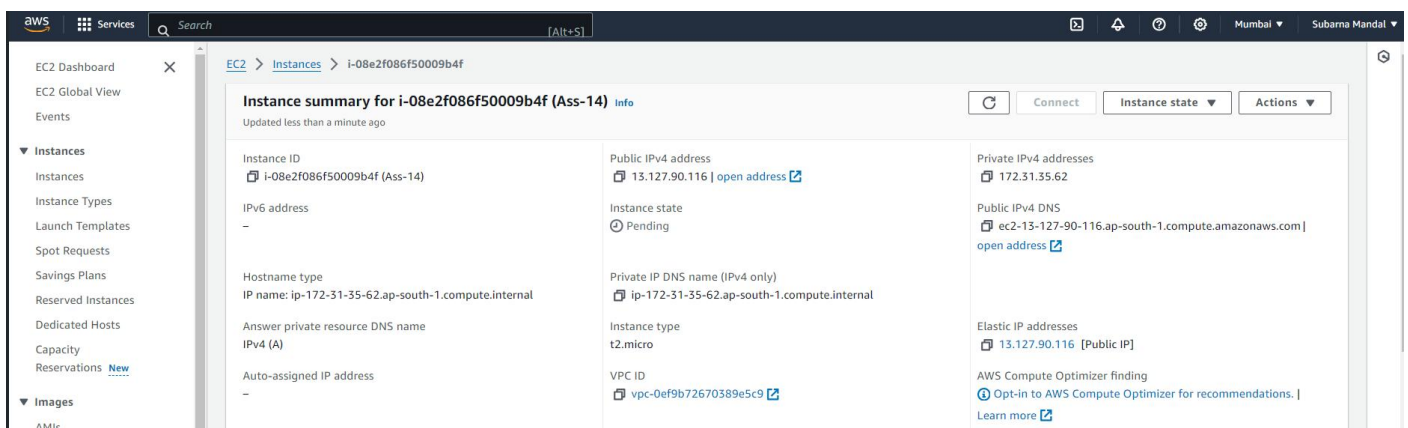 aws
Services
Search
[Alt+S]
Mumbai
Subarna Mandal
EC2 Dashboard
EC2 Global View
Events
Instances
Instances
Instance Types
Launch Templates
Spot Requests
Savings Plans
Reserved Instances
Dedicated Hosts
Capacity
Reservations New
Images
AMIs
EC2 > Instances > i-08e2f086f50009b4f
Instance summary for i-08e2f086f50009b4f (Ass-14) Info
Updated less than a minute ago
Connect
Instance state
Actions
Instance ID
i-08e2f086f50009b4f (Ass-14)
Public IPv4 address
13.127.90.116 | open address
Private IPv4 addresses
172.31.35.62
IPv6 address
–
Instance state
Pending
Public IPv4 DNS
ec2-13-127-90-116.ap-south-1.compute.amazonaws.com |
open address
Hostname type
IP name: ip-172-31-35-62.ap-south-1.compute.internal
Private IP DNS name (IPv4 only)
ip-172-31-35-62.ap-south-1.compute.internal
Answer private resource DNS name
IPv4 (A)
Instance type
t2.micro
Elastic IP addresses
13.127.90.116 [Public IP]
Auto-assigned IP address
–
VPC ID
vpc-0ef9b72670389e5c9
AWS Compute Optimizer finding
Opt-in to AWS Compute Optimizer for recommendations. |
Learn more